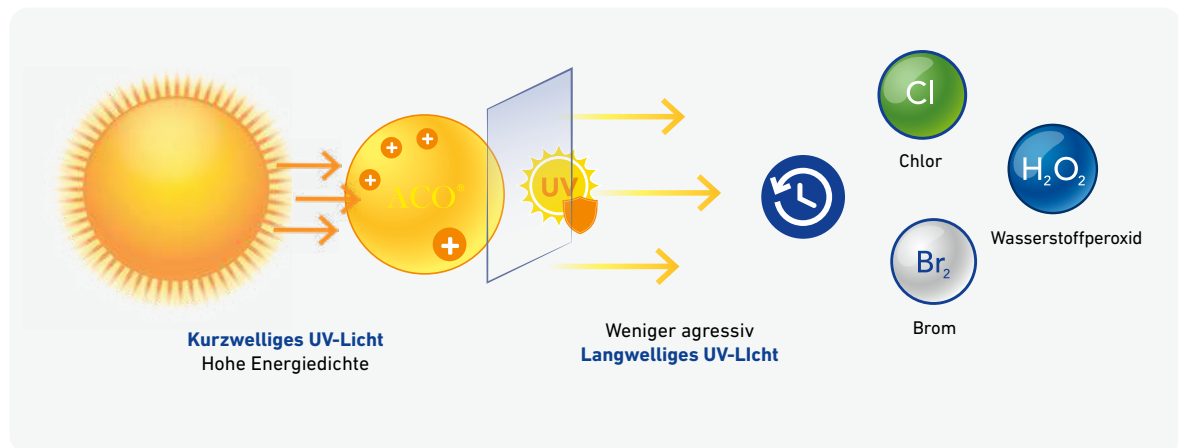 Cl
Chlor
H₂O₂
Wasserstoffperoxid
ACO®
UV
Br₂
Brom
Kurzwelliges UV-Licht
Hohe Energiedichte
Weniger agressiv
Langwelliges UV-LIcht